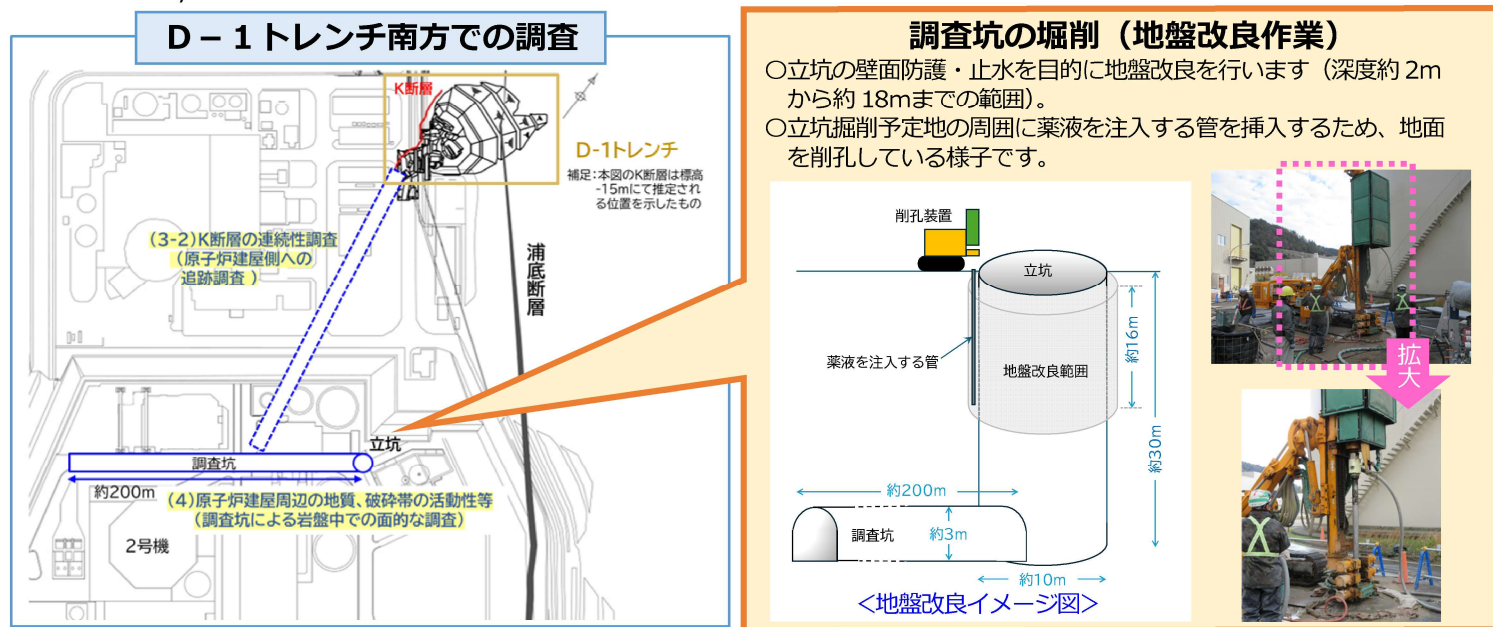 D－１トレンチ南方での調査
K断層
D-1トレンチ
補足：本図のK断層は標高
-15mにて推定され
る位置を示したもの
(3-2)K断層の連続性調査
（原子炉建屋側への
追跡調査 ）
浦底断層
立坑
調査坑
約200m
(4)原子炉建屋周辺の地質、破砕帯の活動性等
（調査坑による岩盤中での面的な調査）
2号機
調査坑の堀削（地盤改良作業）
○立坑の壁面防護・止水を目的に地盤改良を行います（深度約 2m
から約 18mまでの範囲）。
○立坑掘削予定地の周囲に薬液を注入する管を挿入するため、地面
を削孔している様子です。
削孔装置
立坑
約16m
薬液を注入する管
地盤改良範囲
約30m
約200m
調査坑
約3m
約10m
＜地盤改良イメージ図＞
拡大